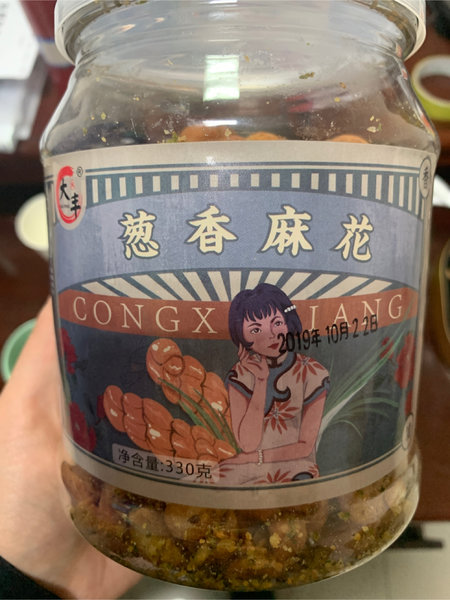 大丰
®
香
葱香麻花
CONGX IANG
2019年10月22日
净含量:330克